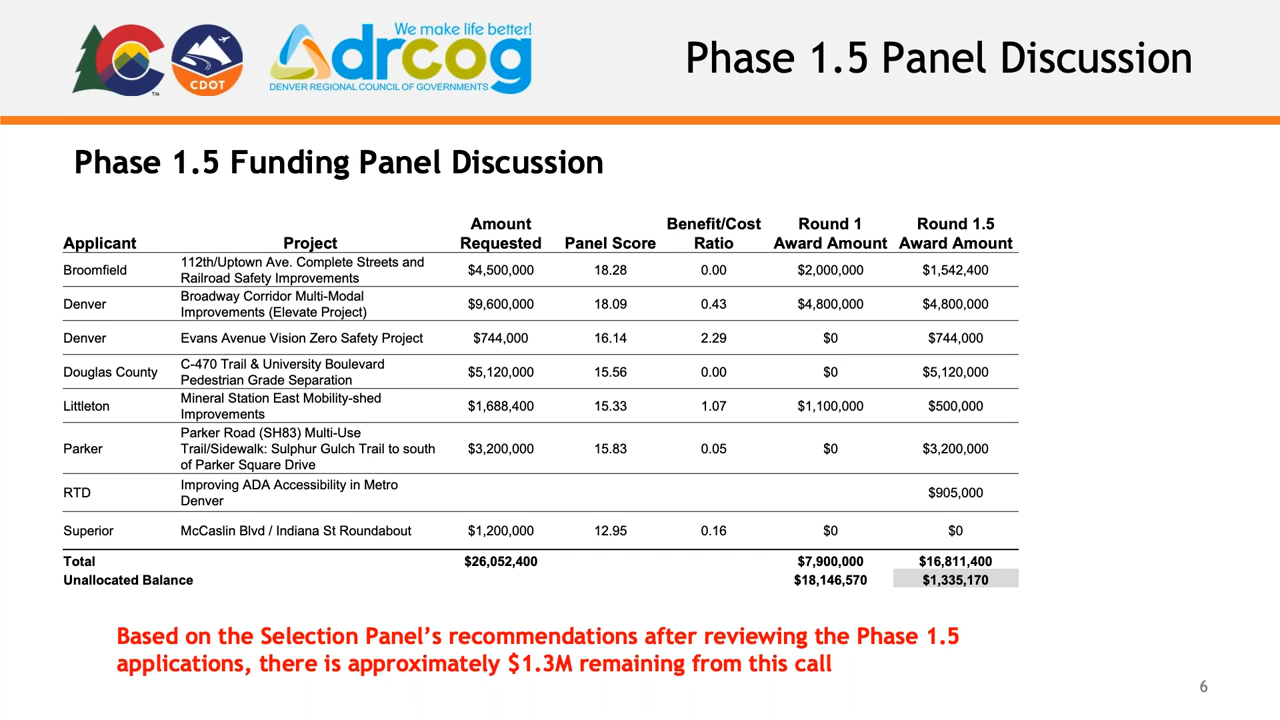 CDOT
TM
We make life better!
drcog
DENVER REGIONAL COUNCIL OF GOVERNMENTS
Phase 1.5 Panel Discussion
Phase 1.5 Funding Panel Discussion
Applicant Project Amount Requested Panel Score Benefit/Cost Ratio Round 1 Award Amount Round 1.5 Award Amount
Broomfield 112th/Uptown Ave. Complete Streets and Railroad Safety Improvements $4,500,000 18.28 0.00 $2,000,000 $1,542,400
Denver Broadway Corridor Multi-Modal Improvements (Elevate Project) $9,600,000 18.09 0.43 $4,800,000 $4,800,000
Denver Evans Avenue Vision Zero Safety Project $744,000 16.14 2.29 $0 $744,000
Douglas County C-470 Trail & University Boulevard Pedestrian Grade Separation $5,120,000 15.56 0.00 $0 $5,120,000
Littleton Mineral Station East Mobility-shed Improvements $1,688,400 15.33 1.07 $1,100,000 $500,000
Parker Parker Road (SH83) Multi-Use Trail/Sidewalk: Sulphur Gulch Trail to south of Parker Square Drive $3,200,000 15.83 0.05 $0 $3,200,000
RTD Improving ADA Accessibility in Metro Denver $905,000
Superior McCaslin Blvd / Indiana St Roundabout $1,200,000 12.95 0.16 $0 $0
Total $26,052,400 $7,900,000 $16,811,400
Unallocated Balance $18,146,570 $1,335,170
Based on the Selection Panel's recommendations after reviewing the Phase 1.5
applications, there is approximately $1.3M remaining from this call
6